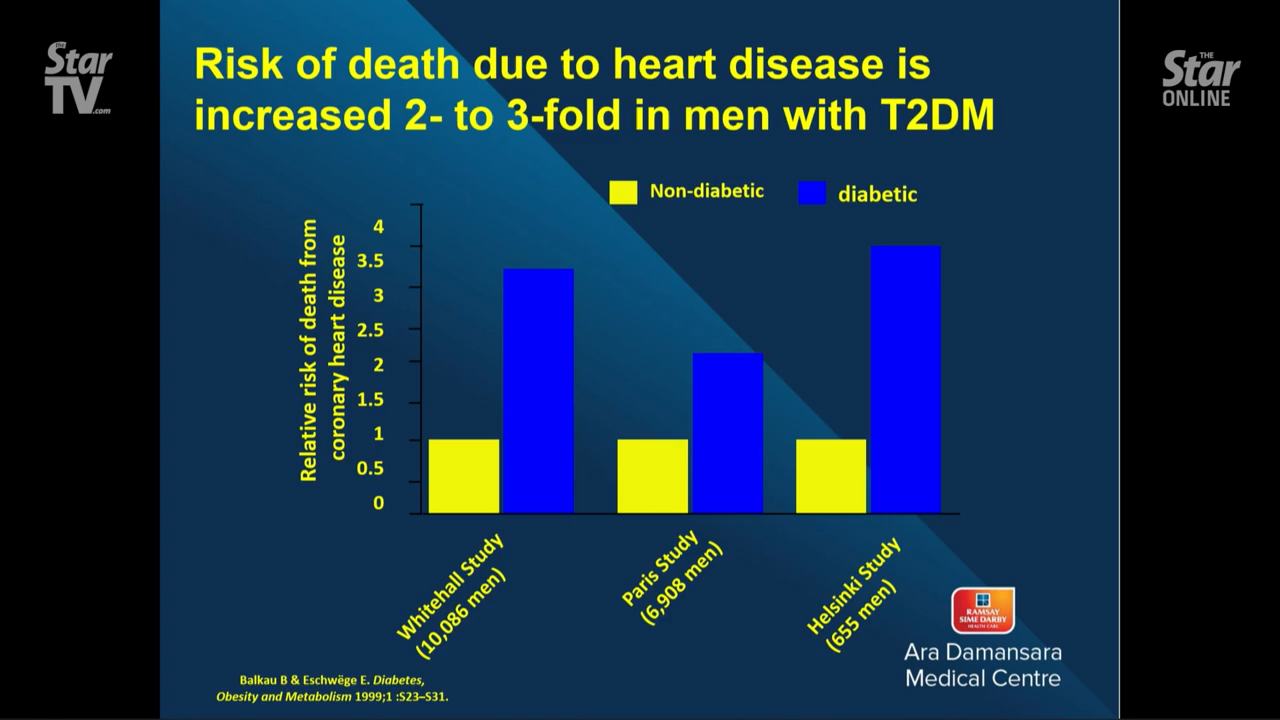 THE
Star
TV.com
THE
Star
ONLINE
Risk of death due to heart disease is
increased 2- to 3-fold in men with T2DM
Non-diabetic
diabetic
Relative risk of death from
coronary heart disease
4
3.5
3
2.5
2
1.5
1
0.5
0
Whitehall Study
(10,086 men)
Paris Study
(6,908 men)
Helsinki Study
(655 men)
RAMSAY
SIME DARBY
HEALTH CARE
Ara Damansara
Medical Centre
Balkau B & Eschwëge E. Diabetes,
Obesity and Metabolism 1999;1 :S23–S31.